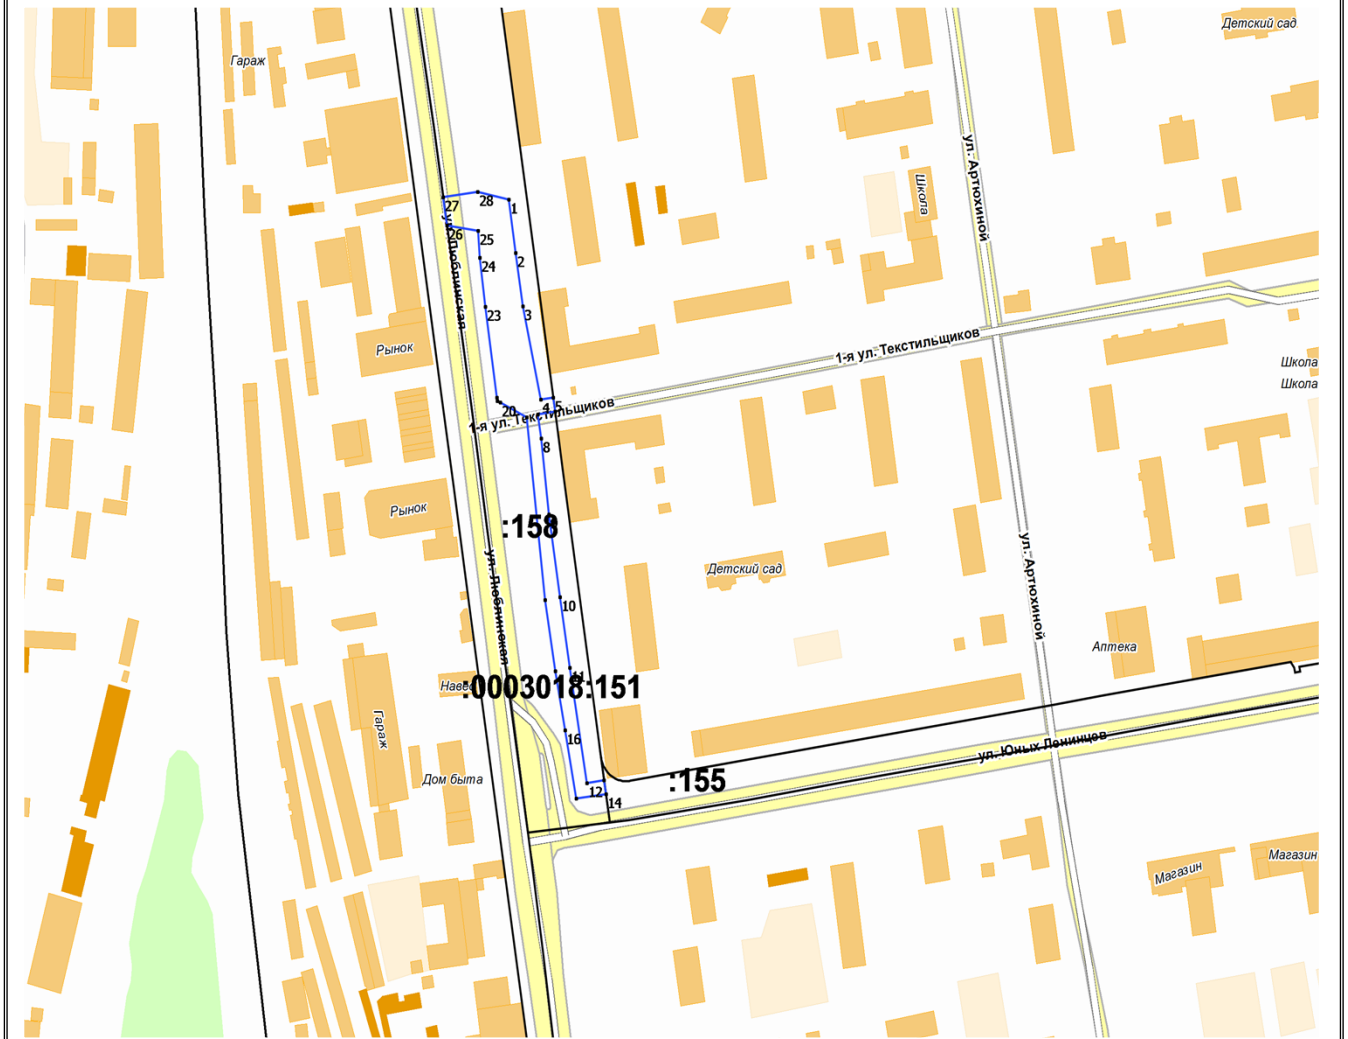 Детский сад
Гараж
ул. Артюхиной
Школа
27
28
1
26
25
ул. Люблинская
2
24
3
23
Рынок
1-я ул. Текстильщиков
Школа
Школа
20
4
5
1-я ул. Текстильщиков
8
Рынок
:158
ул. Люблинская
Детский сад
ул. Артюхиной
10
Аптека
11
Навес
:0003018:151
Гараж
16
ул. Юных Ленинцев
Дом быта
:155
12
14
Магазин
Магазин